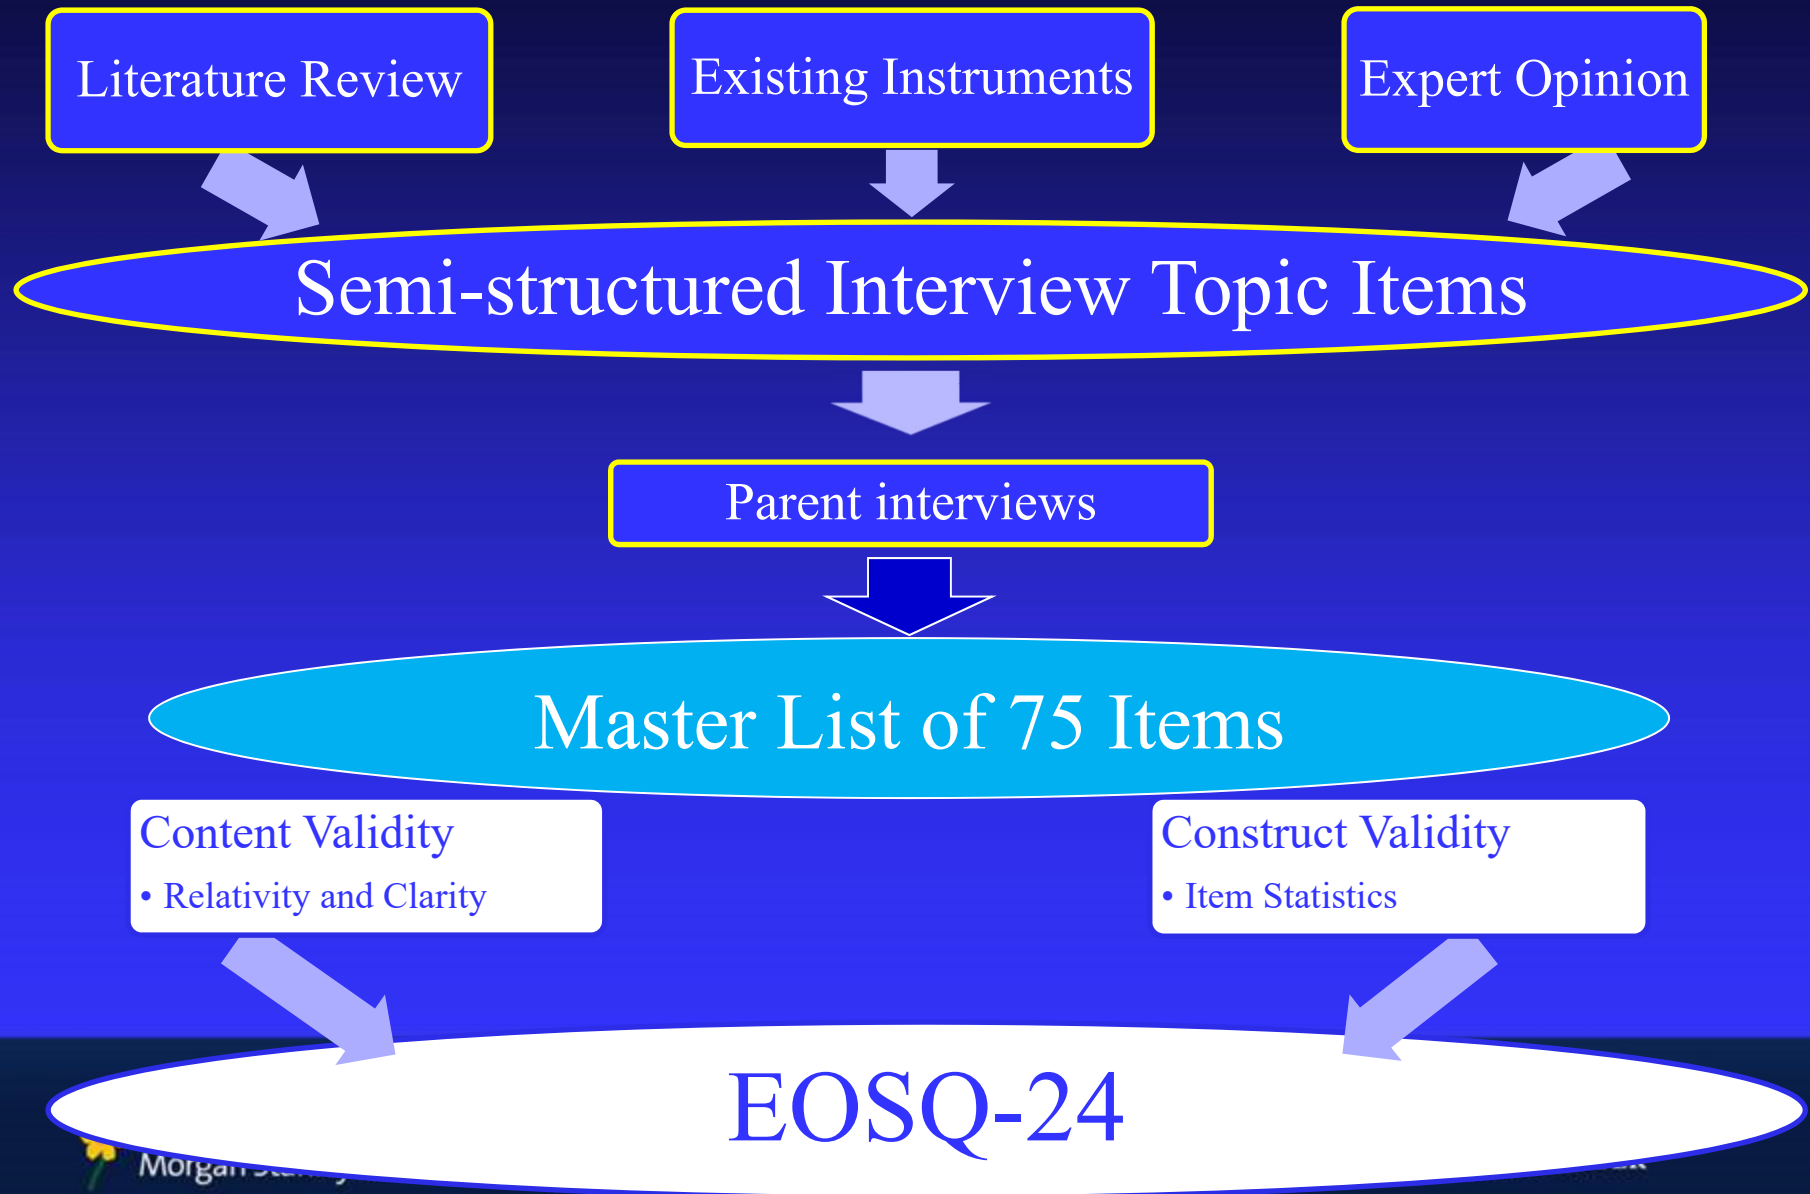 Literature Review
Existing Instruments
Expert Opinion
Semi-structured Interview Topic Items
Parent interviews
Master List of 75 Items
Content Validity
• Relativity and Clarity
Construct Validity
• Item Statistics
EOSQ-24
Morgan